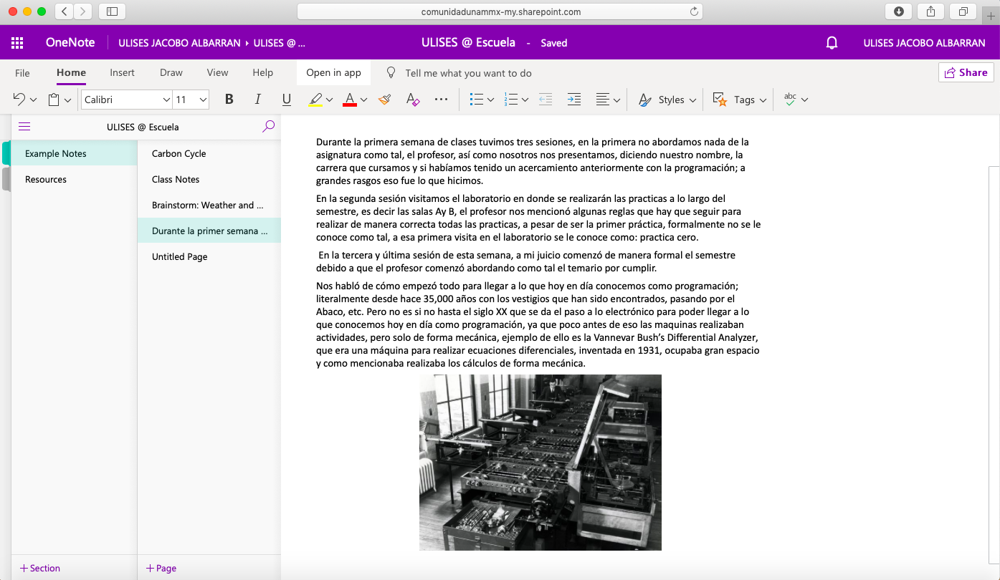 comunidadunammx-my.sharepoint.com
OneNote
ULISES JACOBO ALBARRAN › ULISES @ ...
ULISES @ Escuela - Saved
ULISES JACOBO ALBARRAN
File Home Insert Draw View Help Open in app Tell me what you want to do Share
Calibri 11 B I U A A ... Styles Tags abc
ULISES @ Escuela
Example Notes
Resources
Carbon Cycle
Class Notes
Brainstorm: Weather and ...
Durante la primer semana ...
Untitled Page
Durante la primera semana de clases tuvimos tres sesiones, en la primera no abordamos nada de la
asignatura como tal, el profesor, así como nosotros nos presentamos, diciendo nuestro nombre, la
carrera que cursamos y si habíamos tenido un acercamiento anteriormente con la programación; a
grandes rasgos eso fue lo que hicimos.
En la segunda sesión visitamos el laboratorio en donde se realizarán las practicas a lo largo del
semestre, es decir las salas Ay B, el profesor nos mencionó algunas reglas que hay que seguir para
realizar de manera correcta todas las practicas, a pesar de ser la primer práctica, formalmente no se le
conoce como tal, a esa primera visita en el laboratorio se le conoce como: practica cero.
En la tercera y última sesión de esta semana, a mi juicio comenzó de manera formal el semestre
debido a que el profesor comenzó abordando como tal el temario por cumplir.
Nos habló de cómo empezó todo para llegar a lo que hoy en día conocemos como programación;
literalmente desde hace 35,000 años con los vestigios que han sido encontrados, pasando por el
Abaco, etc. Pero no es si no hasta el siglo XX que se da el paso a lo electrónico para poder llegar a lo
que conocemos hoy en día como programación, ya que poco antes de eso las maquinas realizaban
actividades, pero solo de forma mecánica, ejemplo de ello es la Vannevar Bush’s Differential Analyzer,
que era una máquina para realizar ecuaciones diferenciales, inventada en 1931, ocupaba gran espacio
y como mencionaba realizaba los cálculos de forma mecánica.
+ Section
+ Page